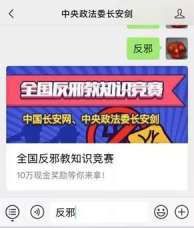 中央政法委长安剑
反邪
全国反邪教知识竞赛
中国长安网、中央政法委长安剑
全国反邪教知识竞赛
10万现金奖励等你来拿！
反邪